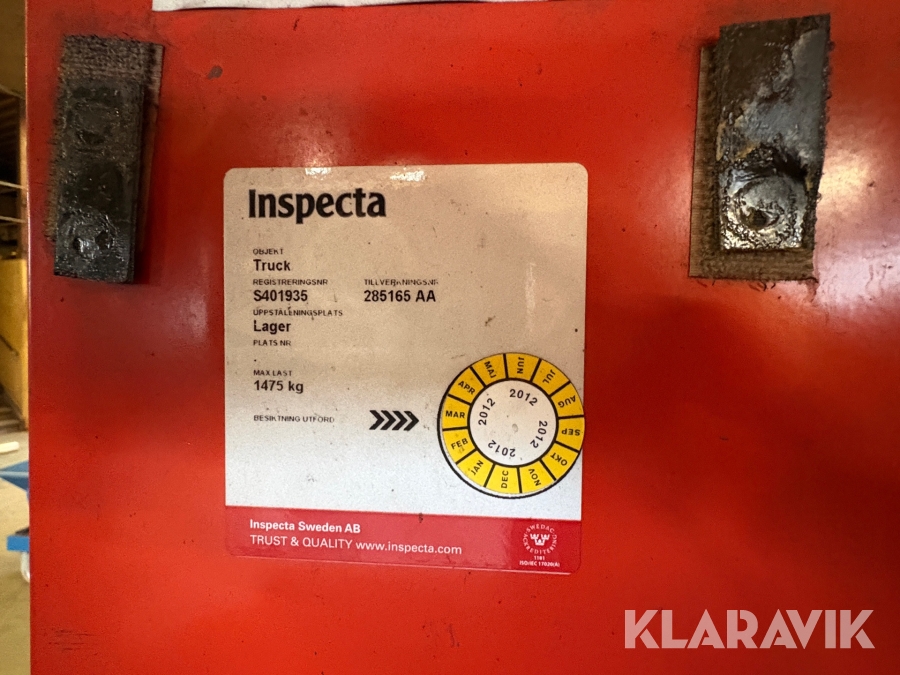 Inspecta
OBJEKT
Truck
REGISTRERINGSNR TILLVERKNINGSNR
S401935 285165 AA
UPPSTÄLLNINGSPLATS
Lager
PLATS NR
MAX LAST
1475 kg
BESIKTNING UTFÖRD
JAN FEB MAR APR MAJ JUN JUL AUG SEP OKT NOV DEC
2012 2012 2012 2012
Inspecta Sweden AB
TRUST & QUALITY www.inspecta.com
SWEDAC
ACKREDITERING
1101
ISO/IEC 17020(A)
KLARAVIK